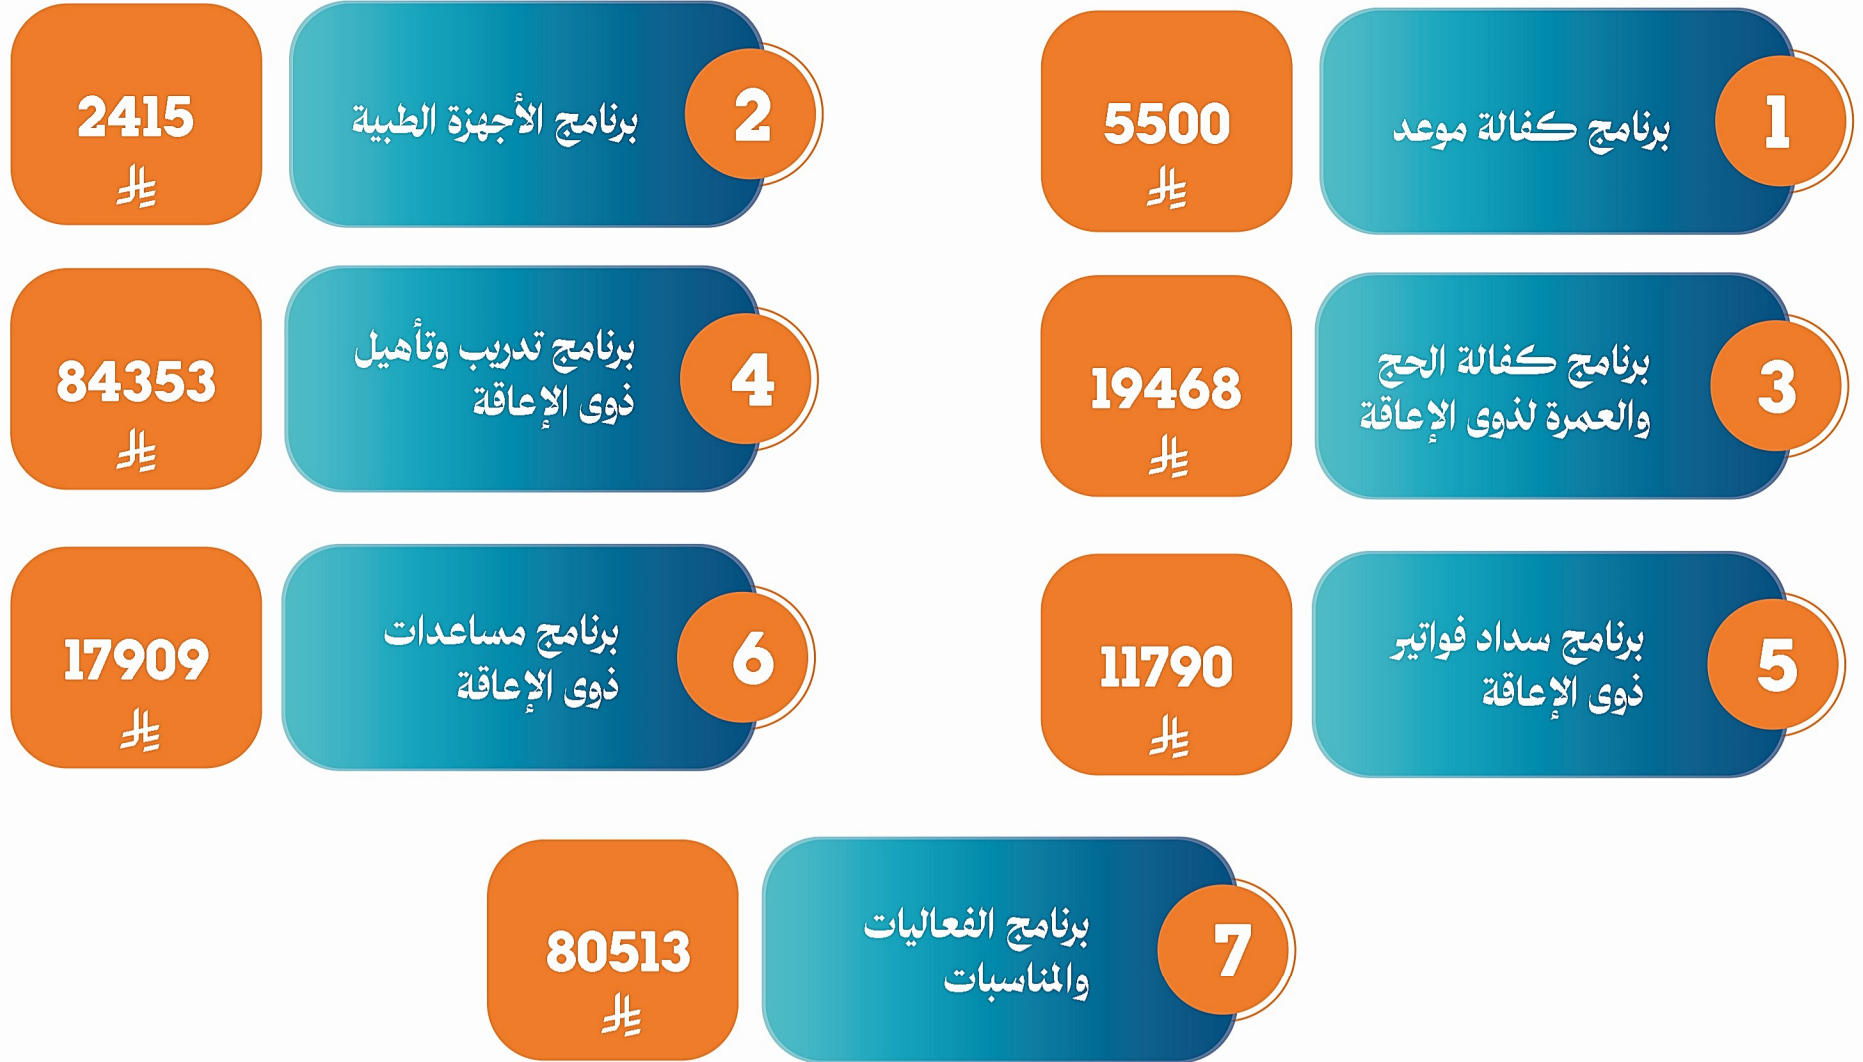 1
برنامج كفالة موعد
5500
2
برنامج الأجهزة الطبية
2415
3
برنامج كفالة الحج
والعمرة لذوى الإعاقة
19468
4
برنامج تدريب وتأهيل
ذوى الإعاقة
84353
5
برنامج سداد فواتير
ذوى الإعاقة
11790
6
برنامج مساعدات
ذوى الإعاقة
17909
7
برنامج الفعاليات
والمناسبات
80513